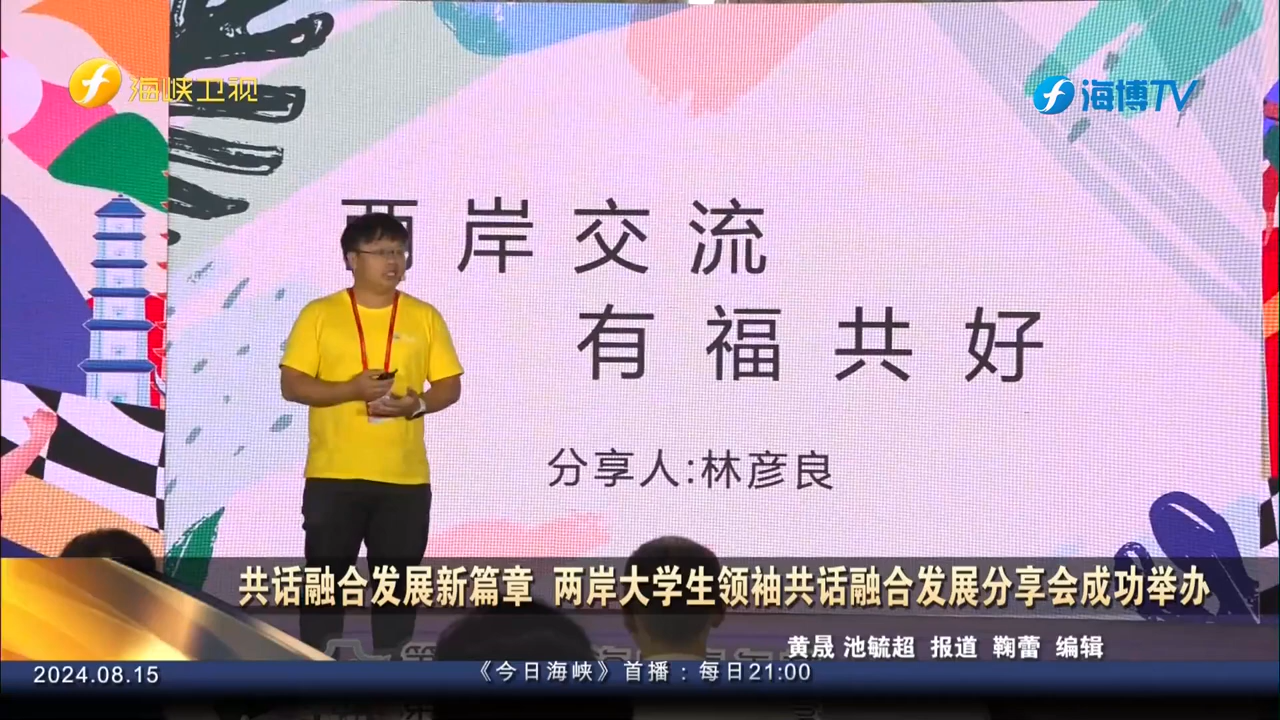 海峡卫视
海博TV
两岸交流
有福共好
分享人:林彦良
共话融合发展新篇章 两岸大学生领袖共话融合发展分享会成功举办
黄晟 池毓超 报道 鞠蕾 编辑
2024.08.15
《今日海峡》首播：每日21:00